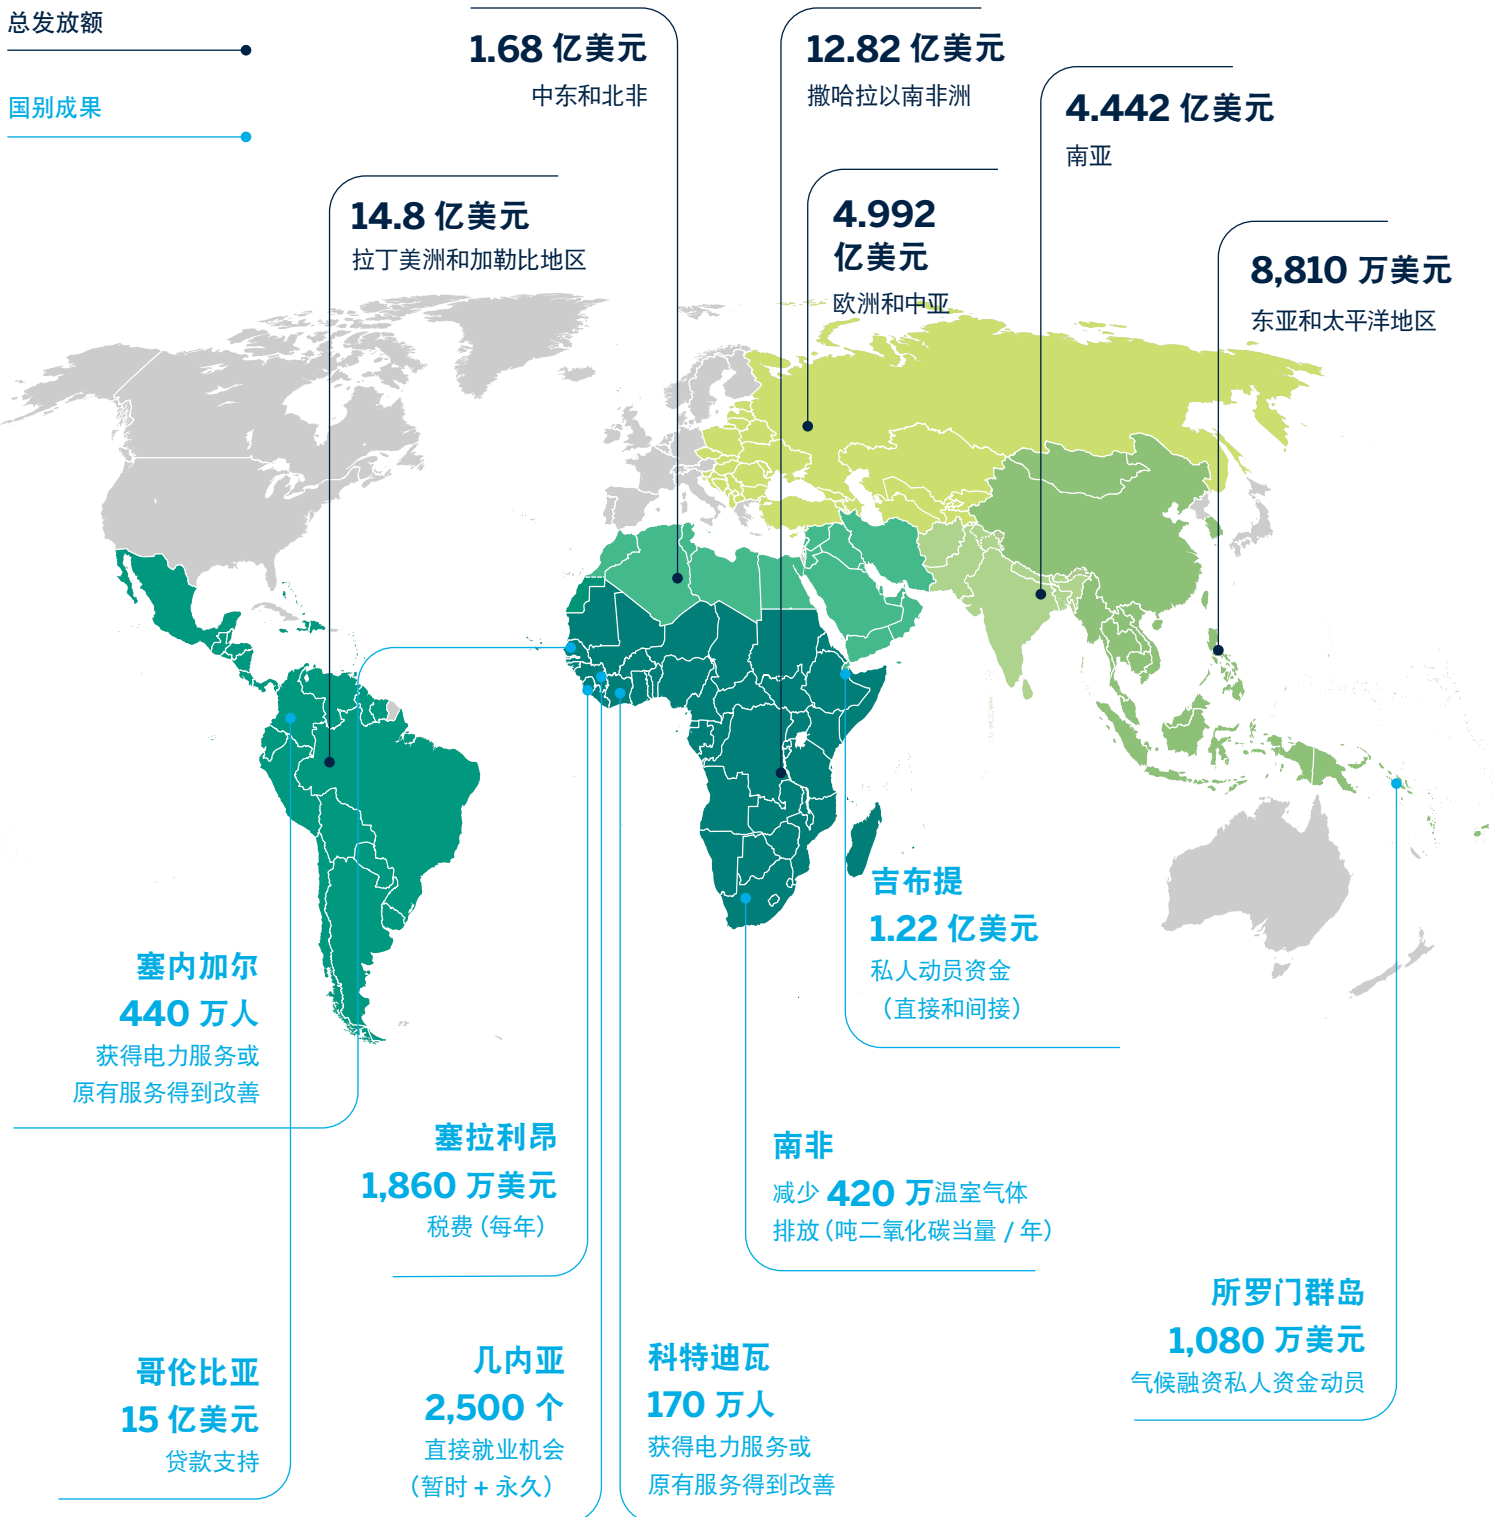 总发放额
国别成果
1.68 亿美元
中东和北非
12.82 亿美元
撒哈拉以南非洲
4.442 亿美元
南亚
14.8 亿美元
拉丁美洲和加勒比地区
4.992
亿美元
欧洲和中亚
8,810 万美元
东亚和太平洋地区
吉布提
1.22 亿美元
私人动员资金
（直接和间接）
塞内加尔
440 万人
获得电力服务或
原有服务得到改善
塞拉利昂
1,860 万美元
税费（每年）
南非
减少 420 万温室气体
排放（吨二氧化碳当量 / 年）
所罗门群岛
1,080 万美元
气候融资私人资金动员
哥伦比亚
15 亿美元
贷款支持
几内亚
2,500 个
直接就业机会
（暂时 + 永久）
科特迪瓦
170 万人
获得电力服务或
原有服务得到改善